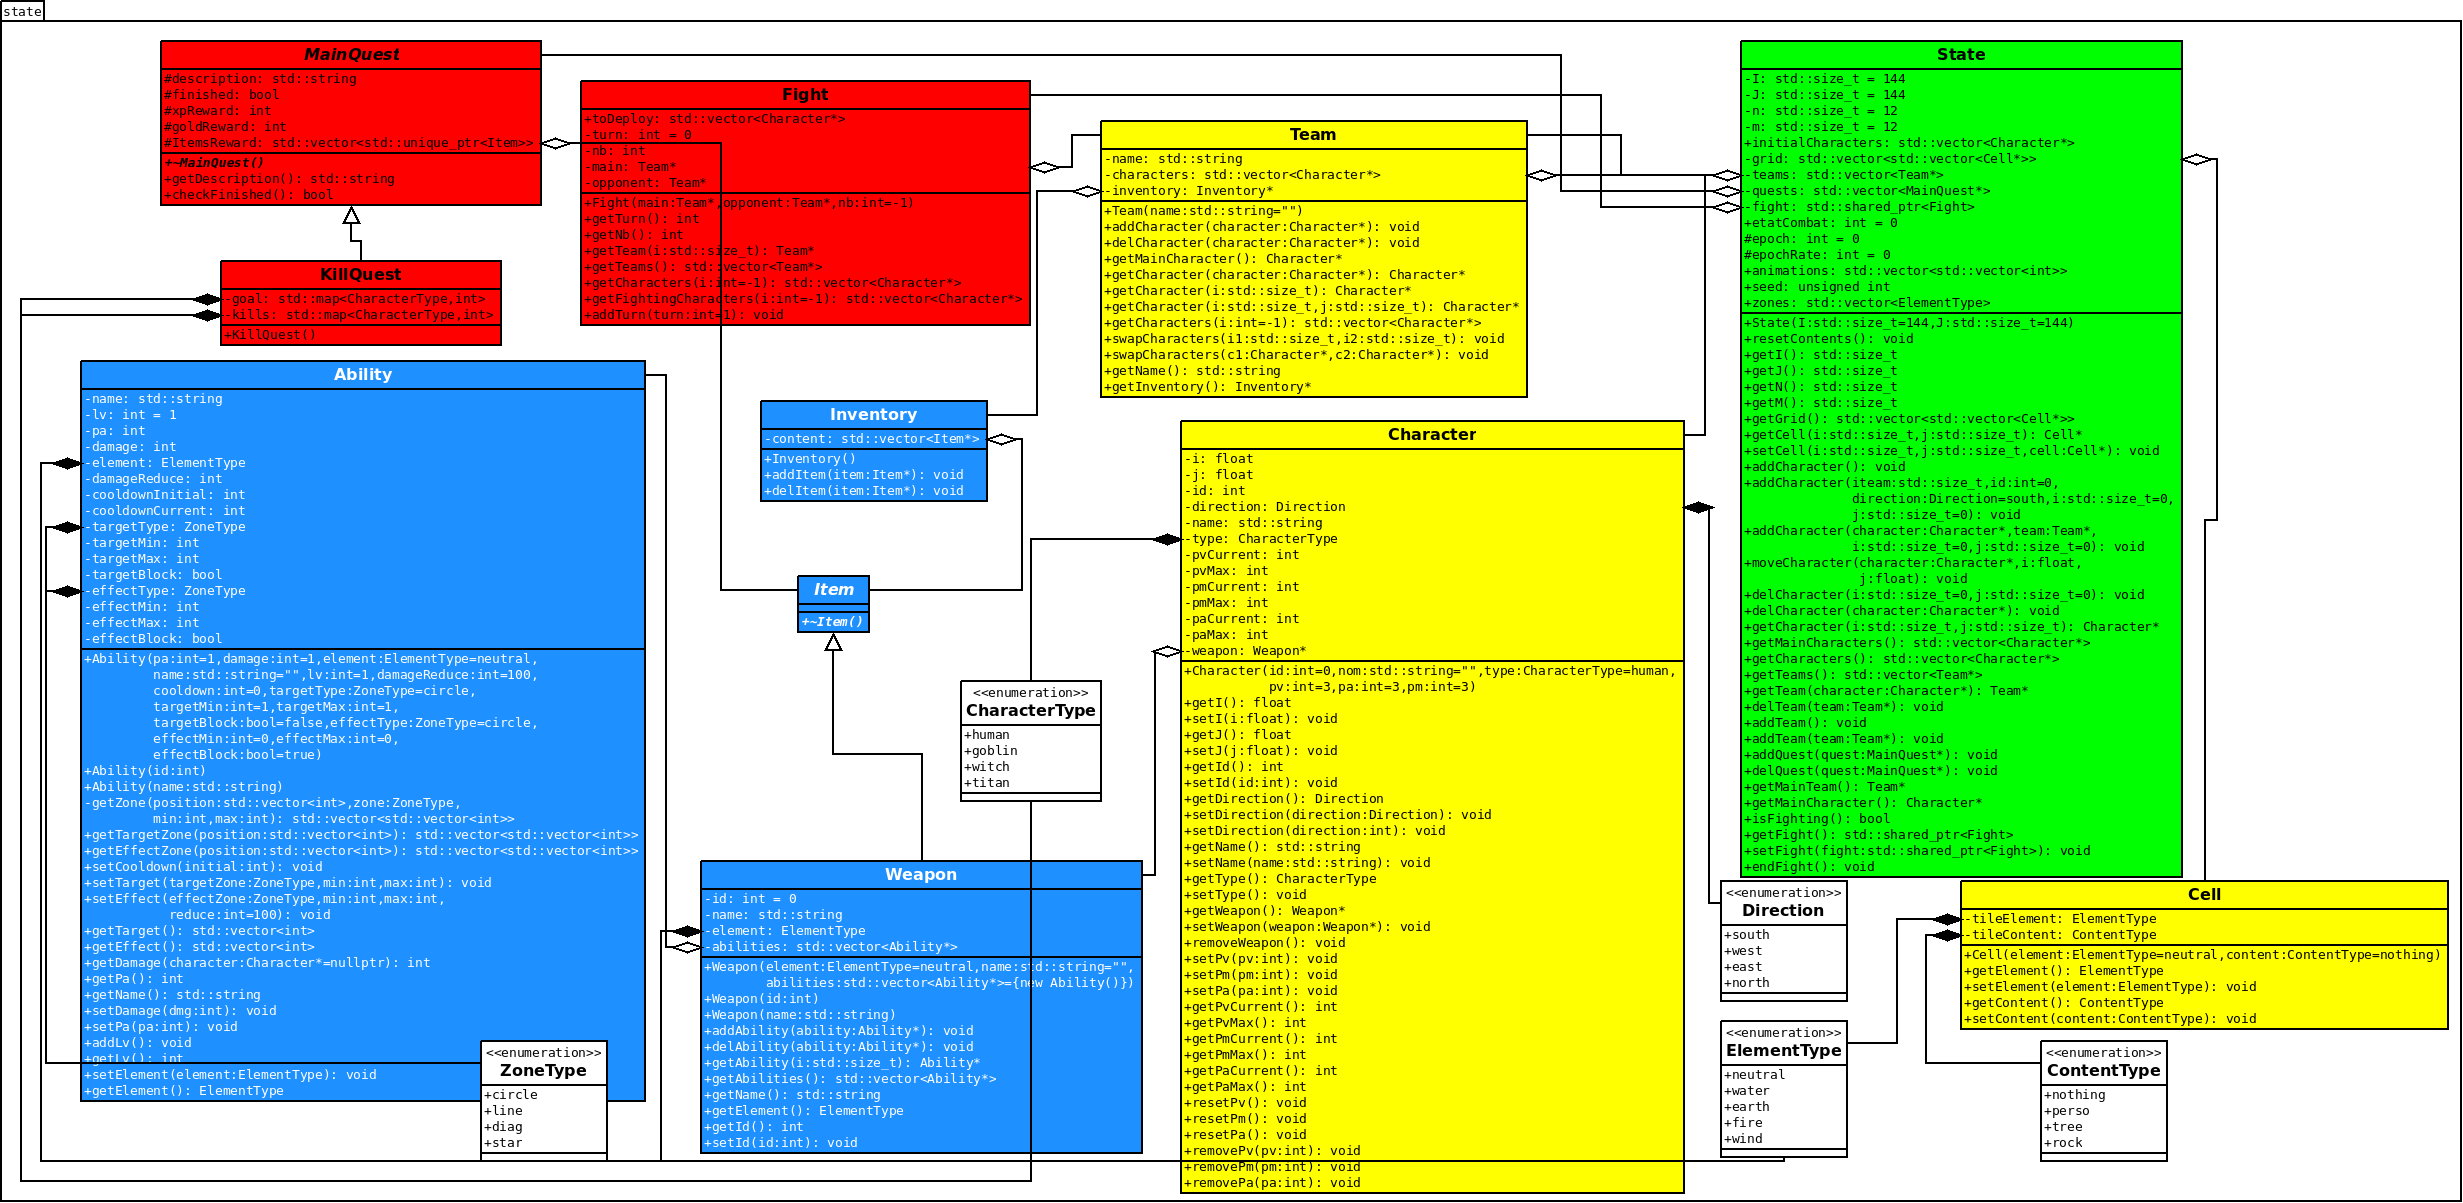 state
MainQuest
#description: std::string
#finished: bool
#xpReward: int
#goldReward: int
#ItemsReward: std::vector<std::unique_ptr<Item>>
+~MainQuest()
+getDescription(): std::string
+checkFinished(): bool
KillQuest
-goal: std::map<CharacterType,int>
-kills: std::map<CharacterType,int>
+KillQuest()
Fight
+toDeploy: std::vector<Character*>
-turn: int = 0
-nb: int
-main: Team*
-opponent: Team*
+Fight(main:Team*,opponent:Team*,nb:int=-1)
+getTurn(): int
+getNb(): int
+getTeam(i:std::size_t): Team*
+getTeams(): std::vector<Team*>
+getCharacters(i:int=-1): std::vector<Character*>
+getFightingCharacters(i:int=-1): std::vector<Character*>
+addTurn(turn:int=1): void
Team
-name: std::string
-characters: std::vector<Character*>
-inventory: Inventory*
+Team(name:std::string="")
+addCharacter(character:Character*): void
+delCharacter(character:Character*): void
+getMainCharacter(): Character*
+getCharacter(character:Character*): Character*
+getCharacter(i:std::size_t): Character*
+getCharacter(i:std::size_t,j:std::size_t): Character*
+getCharacters(i:int=-1): std::vector<Character*>
+swapCharacters(i1:std::size_t,i2:std::size_t): void
+swapCharacters(c1:Character*,c2:Character*): void
+getName(): std::string
+getInventory(): Inventory*
State
-I: std::size_t = 144
-J: std::size_t = 144
-n: std::size_t = 12
-m: std::size_t = 12
+initialCharacters: std::vector<Character*>
-grid: std::vector<std::vector<Cell*>>
-teams: std::vector<Team*>
-quests: std::vector<MainQuest*>
-fight: std::shared_ptr<Fight>
+etatCombat: int = 0
#epoch: int = 0
#epochRate: int = 0
+animations: std::vector<std::vector<int>>
+seed: unsigned int
+zones: std::vector<ElementType>
+State(I:std::size_t=144,J:std::size_t=144)
+resetContents(): void
+getI(): std::size_t
+getJ(): std::size_t
+getN(): std::size_t
+getM(): std::size_t
+getGrid(): std::vector<std::vector<Cell*>>
+getCell(i:std::size_t,j:std::size_t): Cell*
+setCell(i:std::size_t,j:std::size_t,cell:Cell*): void
+addCharacter(): void
+addCharacter(iteam:std::size_t,id:int=0,
direction:Direction=south,i:std::size_t=0,
j:std::size_t=0): void
+addCharacter(character:Character*,team:Team*,
i:std::size_t=0,j:std::size_t=0): void
+moveCharacter(character:Character*,i:float,
j:float): void
+delCharacter(i:std::size_t=0,j:std::size_t=0): void
+delCharacter(character:Character*): void
+getCharacter(i:std::size_t,j:std::size_t): Character*
+getMainCharacters(): std::vector<Character*>
+getCharacters(): std::vector<Character*>
+getTeams(): std::vector<Team*>
+getTeam(character:Character*): Team*
+delTeam(team:Team*): void
+addTeam(): void
+addTeam(team:Team*): void
+addQuest(quest:MainQuest*): void
+delQuest(quest:MainQuest*): void
+getMainTeam(): Team*
+getMainCharacter(): Character*
+isFighting(): bool
+getFight(): std::shared_ptr<Fight>
+setFight(fight:std::shared_ptr<Fight>): void
+endFight(): void
Ability
-name: std::string
-lv: int = 1
-pa: int
-damage: int
-element: ElementType
-damageReduce: int
-cooldownInitial: int
-cooldownCurrent: int
-targetType: ZoneType
-targetMin: int
-targetMax: int
-targetBlock: bool
-effectType: ZoneType
-effectMin: int
-effectMax: int
-effectBlock: bool
+Ability(pa:int=1,damage:int=1,element:ElementType=neutral,
name:std::string="",lv:int=1,damageReduce:int=100,
cooldown:int=0,targetType:ZoneType=circle,
targetMin:int=1,targetMax:int=1,
targetBlock:bool=false,effectType:ZoneType=circle,
effectMin:int=0,effectMax:int=0,
effectBlock:bool=true)
+Ability(id:int)
+Ability(name:std::string)
-getZone(position:std::vector<int>,zone:ZoneType,
min:int,max:int): std::vector<std::vector<int>>
+getTargetZone(position:std::vector<int>): std::vector<std::vector<int>>
+getEffectZone(position:std::vector<int>): std::vector<std::vector<int>>
+setCooldown(initial:int): void
+setTarget(targetZone:ZoneType,min:int,max:int): void
+setEffect(effectZone:ZoneType,min:int,max:int,
reduce:int=100): void
+getTarget(): std::vector<int>
+getEffect(): std::vector<int>
+getDamage(character:Character*=nullptr): int
+getPa(): int
+getName(): std::string
+setDamage(dmg:int): void
+setPa(pa:int): void
+addLv(): void
+getLv(): int
+setElement(element:ElementType): void
+getElement(): ElementType
<<enumeration>>
ZoneType
+circle
+line
+diag
+star
Inventory
-content: std::vector<Item*>
+Inventory()
+addItem(item:Item*): void
+delItem(item:Item*): void
Item
+~Item()
<<enumeration>>
CharacterType
+human
+goblin
+witch
+titan
Weapon
-id: int = 0
-name: std::string
-element: ElementType
-abilities: std::vector<Ability*>
+Weapon(element:ElementType=neutral,name:std::string="",
abilities:std::vector<Ability*>={new Ability()})
+Weapon(id:int)
+Weapon(name:std::string)
+addAbility(ability:Ability*): void
+delAbility(ability:Ability*): void
+getAbility(i:std::size_t): Ability*
+getAbilities(): std::vector<Ability*>
+getName(): std::string
+getElement(): ElementType
+getId(): int
+setId(id:int): void
Character
-i: float
-j: float
-id: int
-direction: Direction
-name: std::string
-type: CharacterType
-pvCurrent: int
-pvMax: int
-pmCurrent: int
-pmMax: int
-paCurrent: int
-paMax: int
-weapon: Weapon*
+Character(id:int=0,nom:std::string="",type:CharacterType=human,
pv:int=3,pa:int=3,pm:int=3)
+getI(): float
+setI(i:float): void
+getJ(): float
+setJ(j:float): void
+getId(): int
+setId(id:int): void
+getDirection(): Direction
+setDirection(direction:Direction): void
+setDirection(direction:int): void
+getName(): std::string
+setName(name:std::string): void
+getType(): CharacterType
+setType(): void
+getWeapon(): Weapon*
+setWeapon(weapon:Weapon*): void
+removeWeapon(): void
+setPv(pv:int): void
+setPm(pm:int): void
+setPa(pa:int): void
+getPvCurrent(): int
+getPvMax(): int
+getPmCurrent(): int
+getPmMax(): int
+getPaCurrent(): int
+getPaMax(): int
+resetPv(): void
+resetPm(): void
+resetPa(): void
+removePv(pv:int): void
+removePm(pm:int): void
+removePa(pa:int): void
<<enumeration>>
Direction
+south
+west
+east
+north
<<enumeration>>
ElementType
+neutral
+water
+earth
+fire
+wind
Cell
-tileElement: ElementType
-tileContent: ContentType
+Cell(element:ElementType=neutral,content:ContentType=nothing)
+getElement(): ElementType
+setElement(element:ElementType): void
+getContent(): ContentType
+setContent(content:ContentType): void
<<enumeration>>
ContentType
+nothing
+perso
+tree
+rock